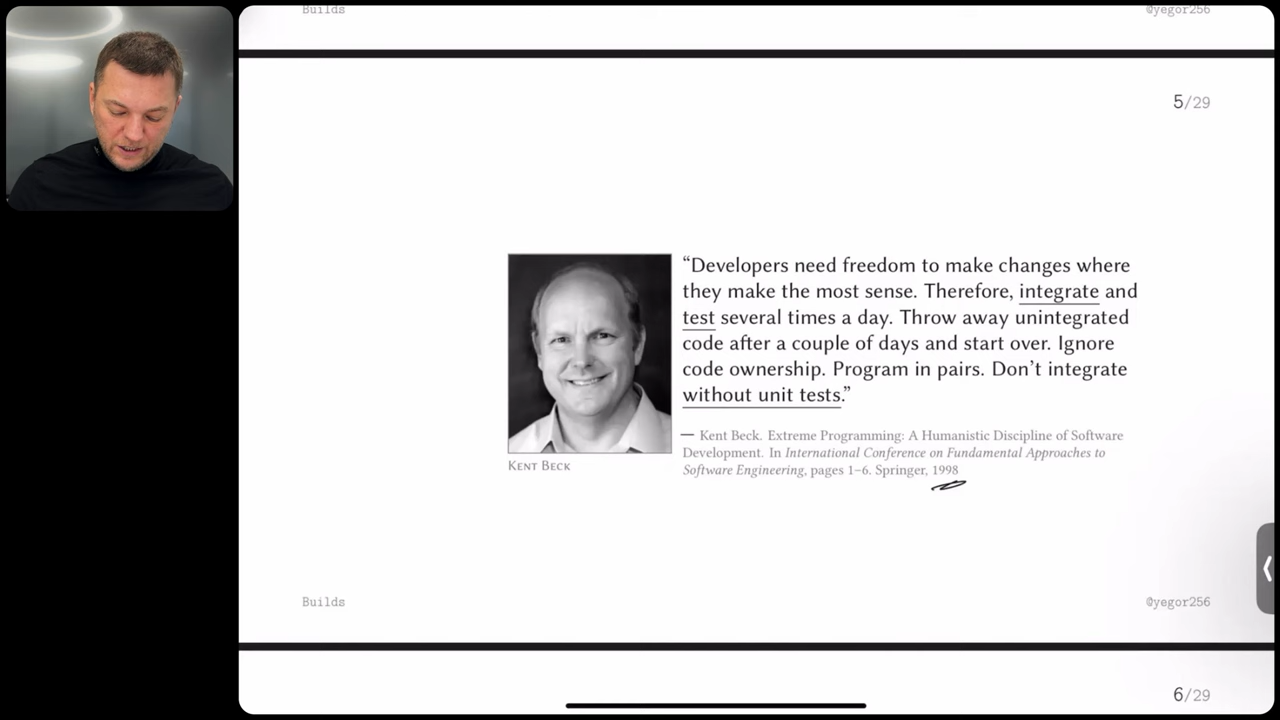 Builds
@yegor256
5/29
“Developers need freedom to make changes where
they make the most sense. Therefore, integrate and
test several times a day. Throw away unintegrated
code after a couple of days and start over. Ignore
code ownership. Program in pairs. Don’t integrate
without unit tests.”
— Kent Beck. Extreme Programming: A Humanistic Discipline of Software
Development. In International Conference on Fundamental Approaches to
Software Engineering, pages 1–6. Springer, 1998
Kent Beck
Builds
@yegor256
6/29